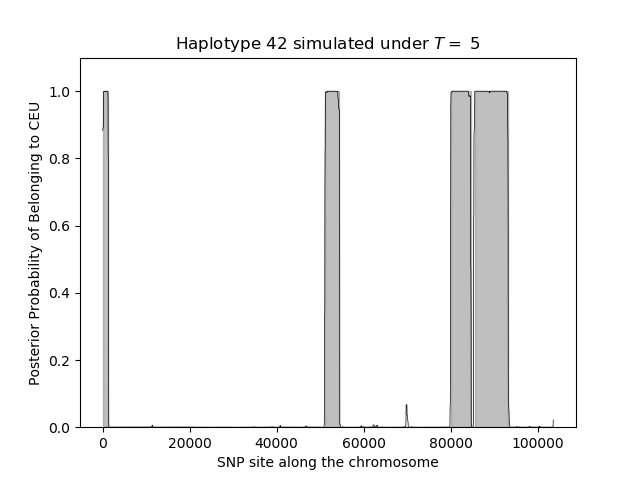 Haplotype 42 simulated under T = 5
Posterior Probability of Belonging to CEU
1.0
0.8
0.6
0.4
0.2
0.0
0 20000 40000 60000 80000 100000
SNP site along the chromosome